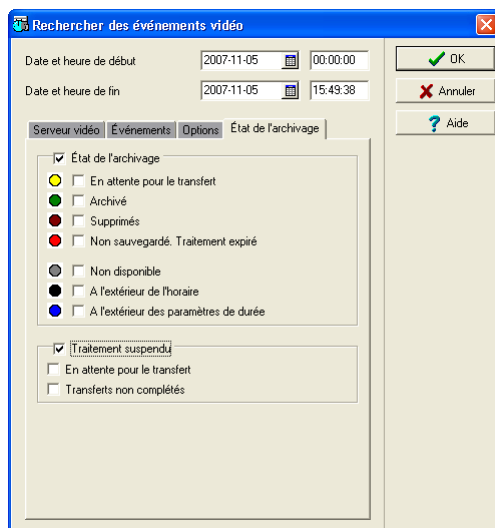 Rechercher des événements vidéo
Date et heure de début 2007-11-05 00:00:00
Date et heure de fin 2007-11-05 15:49:38
OK
Annuler
Aide
Serveur vidéo Événements Options État de l'archivage
État de l'archivage
En attente pour le transfert
Archivé
Supprimés
Non sauvegardé. Traitement expiré
Non disponible
A l'extérieur de l'horaire
A l'extérieur des paramètres de durée
Traitement suspendu
En attente pour le transfert
Transferts non complétés